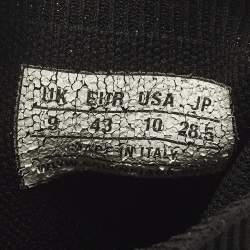 UK EUR USA JP
9 43 10 28.5
MADE IN ITALY